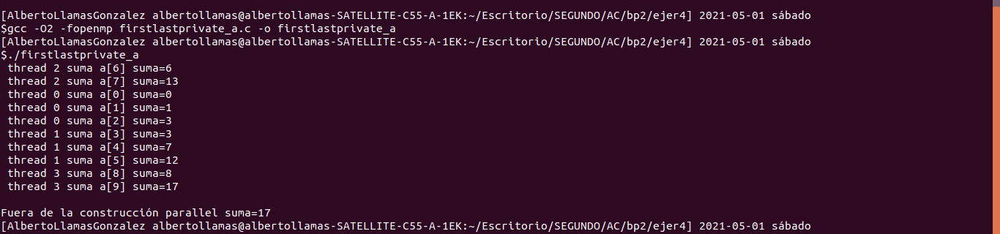 [AlbertoLlamasGonzalez albertollamas@albertollamas-SATELLITE-C55-A-1EK:~/Escritorio/SEGUNDO/AC/bp2/ejer4] 2021-05-01 sábado
$gcc -O2 -fopenmp firstlastprivate_a.c -o firstlastprivate_a
[AlbertoLlamasGonzalez albertollamas@albertollamas-SATELLITE-C55-A-1EK:~/Escritorio/SEGUNDO/AC/bp2/ejer4] 2021-05-01 sábado
$./firstlastprivate_a
thread 2 suma a[6] suma=6
thread 2 suma a[7] suma=13
thread 0 suma a[0] suma=0
thread 0 suma a[1] suma=1
thread 0 suma a[2] suma=3
thread 1 suma a[3] suma=3
thread 1 suma a[4] suma=7
thread 1 suma a[5] suma=12
thread 3 suma a[8] suma=8
thread 3 suma a[9] suma=17
Fuera de la construcción parallel suma=17
[AlbertoLlamasGonzalez albertollamas@albertollamas-SATELLITE-C55-A-1EK:~/Escritorio/SEGUNDO/AC/bp2/ejer4] 2021-05-01 sábado